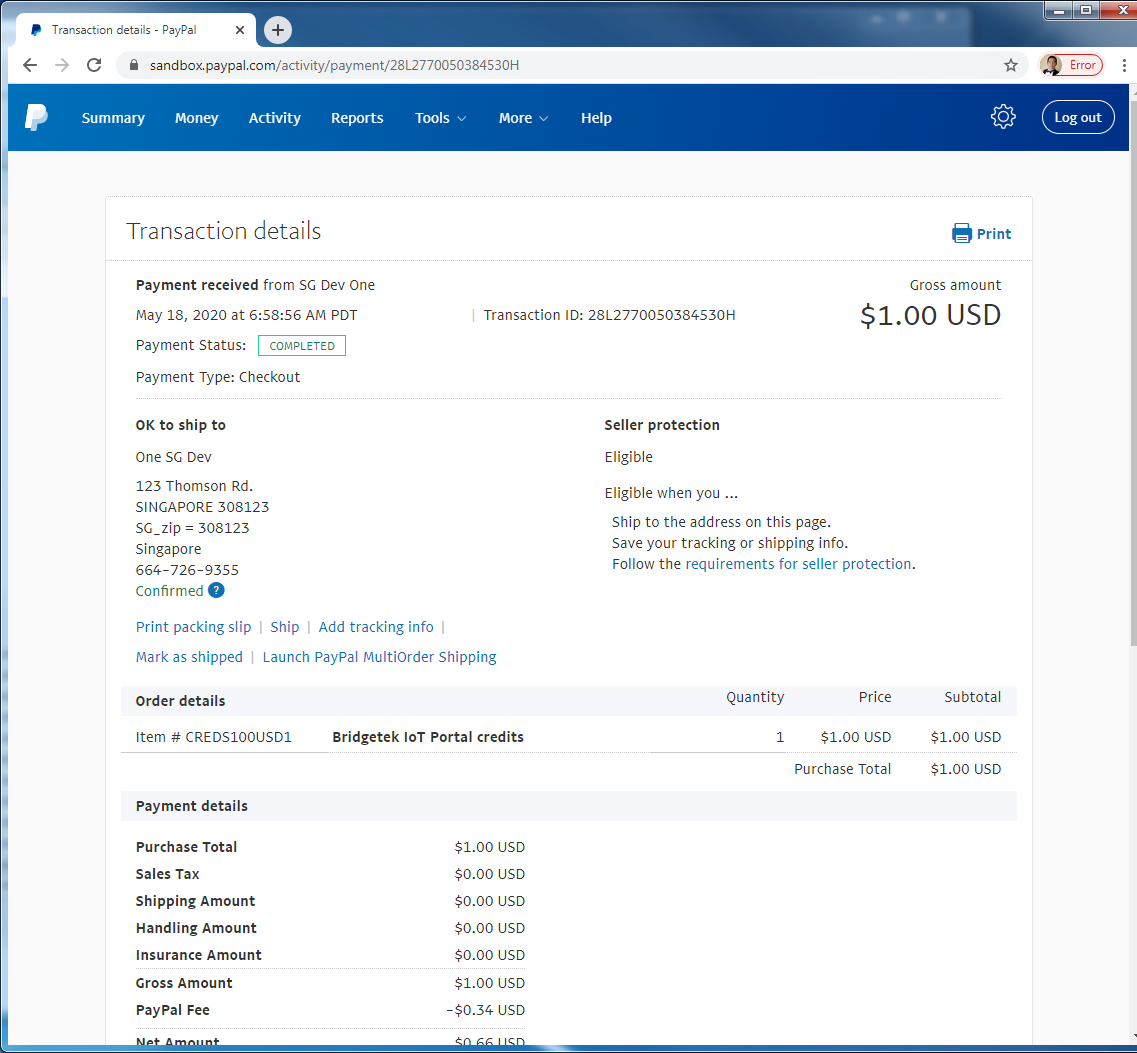 Transaction details - PayPal
sandbox.paypal.com/activity/payment/28L2770050384530H
Error
Summary Money Activity Reports Tools More Help Log out
Transaction details
Print
Payment received from SG Dev One
Gross amount
May 18, 2020 at 6:58:56 AM PDT | Transaction ID: 28L2770050384530H
$1.00 USD
Payment Status: COMPLETED
Payment Type: Checkout
OK to ship to
One SG Dev
123 Thomson Rd.
SINGAPORE 308123
SG_zip = 308123
Singapore
664-726-9355
Confirmed ?
Print packing slip | Ship | Add tracking info |
Mark as shipped | Launch PayPal MultiOrder Shipping
Seller protection
Eligible
Eligible when you ...
Ship to the address on this page.
Save your tracking or shipping info.
Follow the requirements for seller protection.
Order details Quantity Price Subtotal
Item # CREDS100USD1 Bridgetek IoT Portal credits 1 $1.00 USD $1.00 USD
Purchase Total $1.00 USD
Payment details
Purchase Total $1.00 USD
Sales Tax $0.00 USD
Shipping Amount $0.00 USD
Handling Amount $0.00 USD
Insurance Amount $0.00 USD
Gross Amount $1.00 USD
PayPal Fee -$0.34 USD
Net Amount $0.66 USD